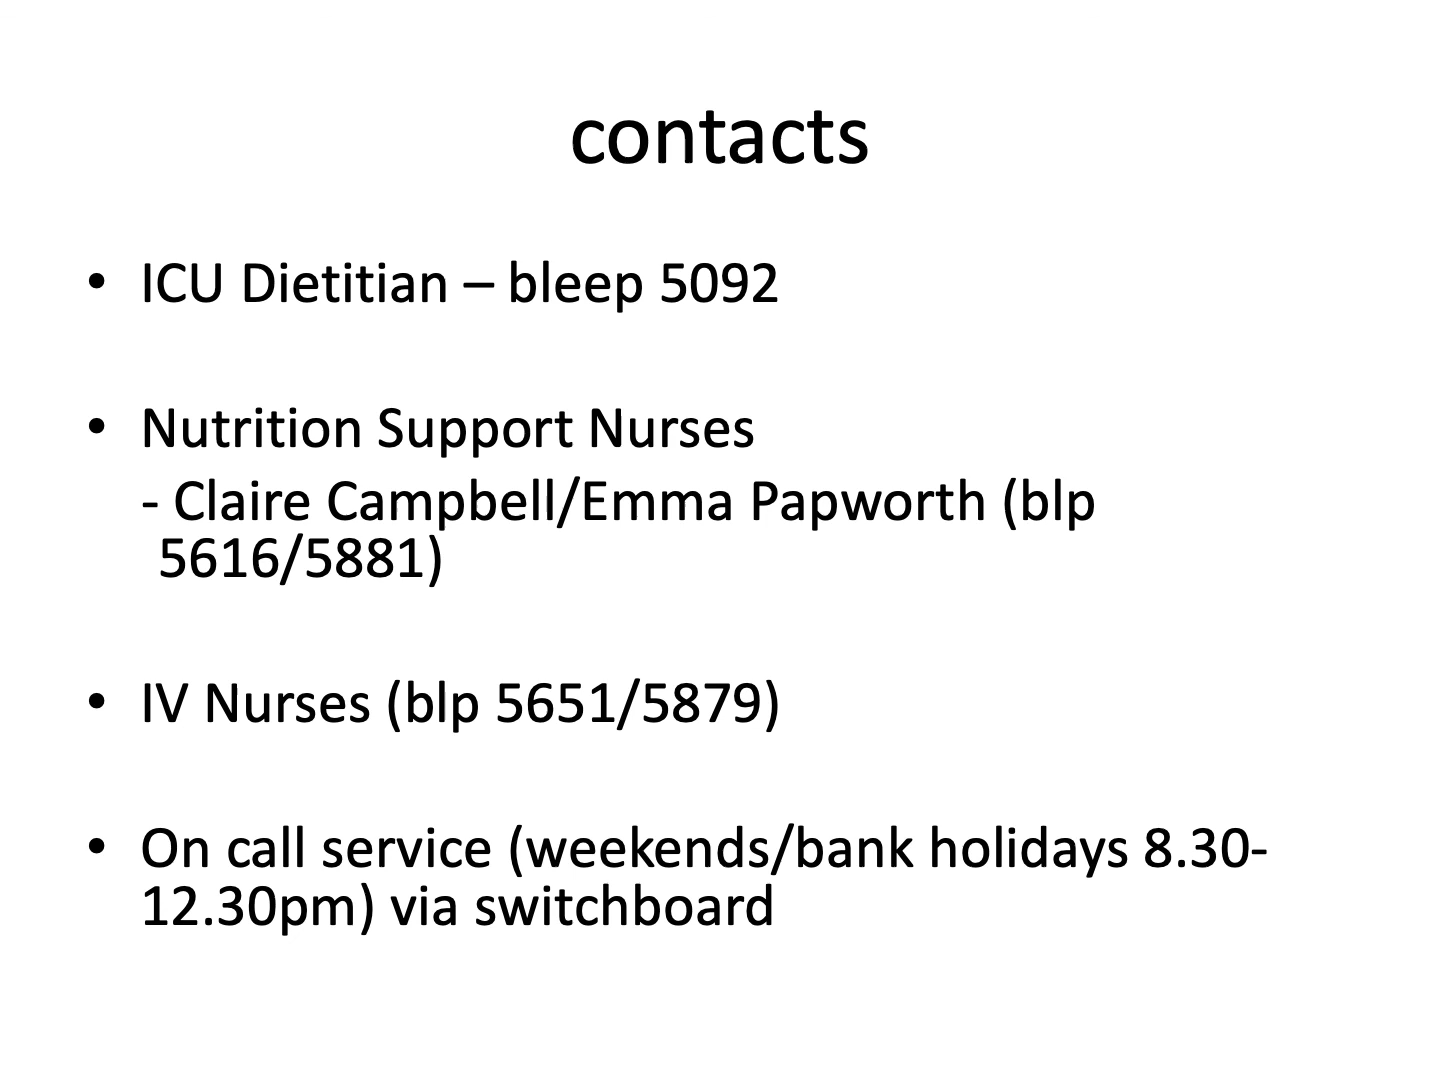 contacts
• ICU Dietitian – bleep 5092
• Nutrition Support Nurses
- Claire Campbell/Emma Papworth (blp
5616/5881)
• IV Nurses (blp 5651/5879)
• On call service (weekends/bank holidays 8.30-
12.30pm) via switchboard